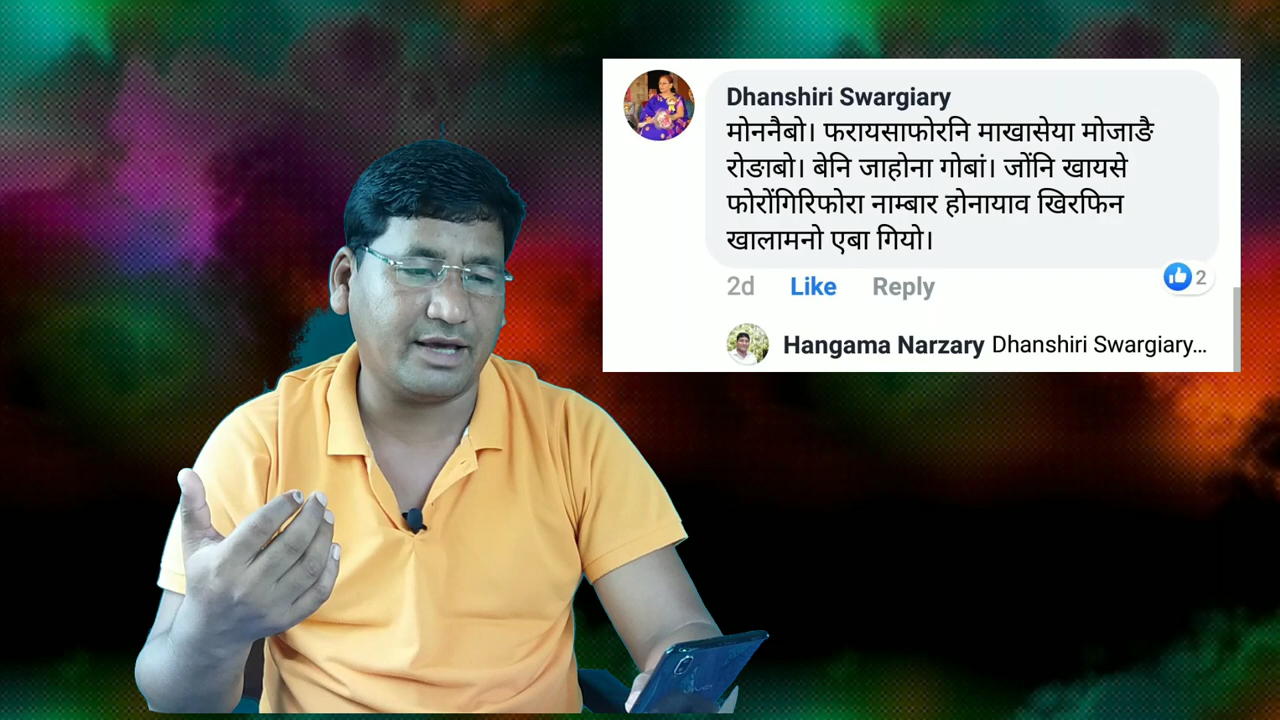 Dhanshiri Swargiary
मोननैबो। फरायसाफोरनि माखासेया मोजाङै
रोङाबो। बेनि जाहोना गोबां। जोंनि खायसे
फोरोंगिरिफोरा नाम्बार होनायाव खिरफिन
खालामनो एबा गियो।
2d Like Reply 2
Hangama Narzary Dhanshiri Swargiary...